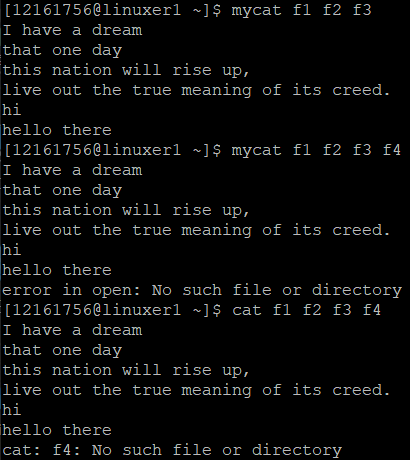 [12161756@linuxer1 ~]$ mycat f1 f2 f3
I have a dream
that one day
this nation will rise up,
live out the true meaning of its creed.
hi
hello there
[12161756@linuxer1 ~]$ mycat f1 f2 f3 f4
I have a dream
that one day
this nation will rise up,
live out the true meaning of its creed.
hi
hello there
error in open: No such file or directory
[12161756@linuxer1 ~]$ cat f1 f2 f3 f4
I have a dream
that one day
this nation will rise up,
live out the true meaning of its creed.
hi
hello there
cat: f4: No such file or directory